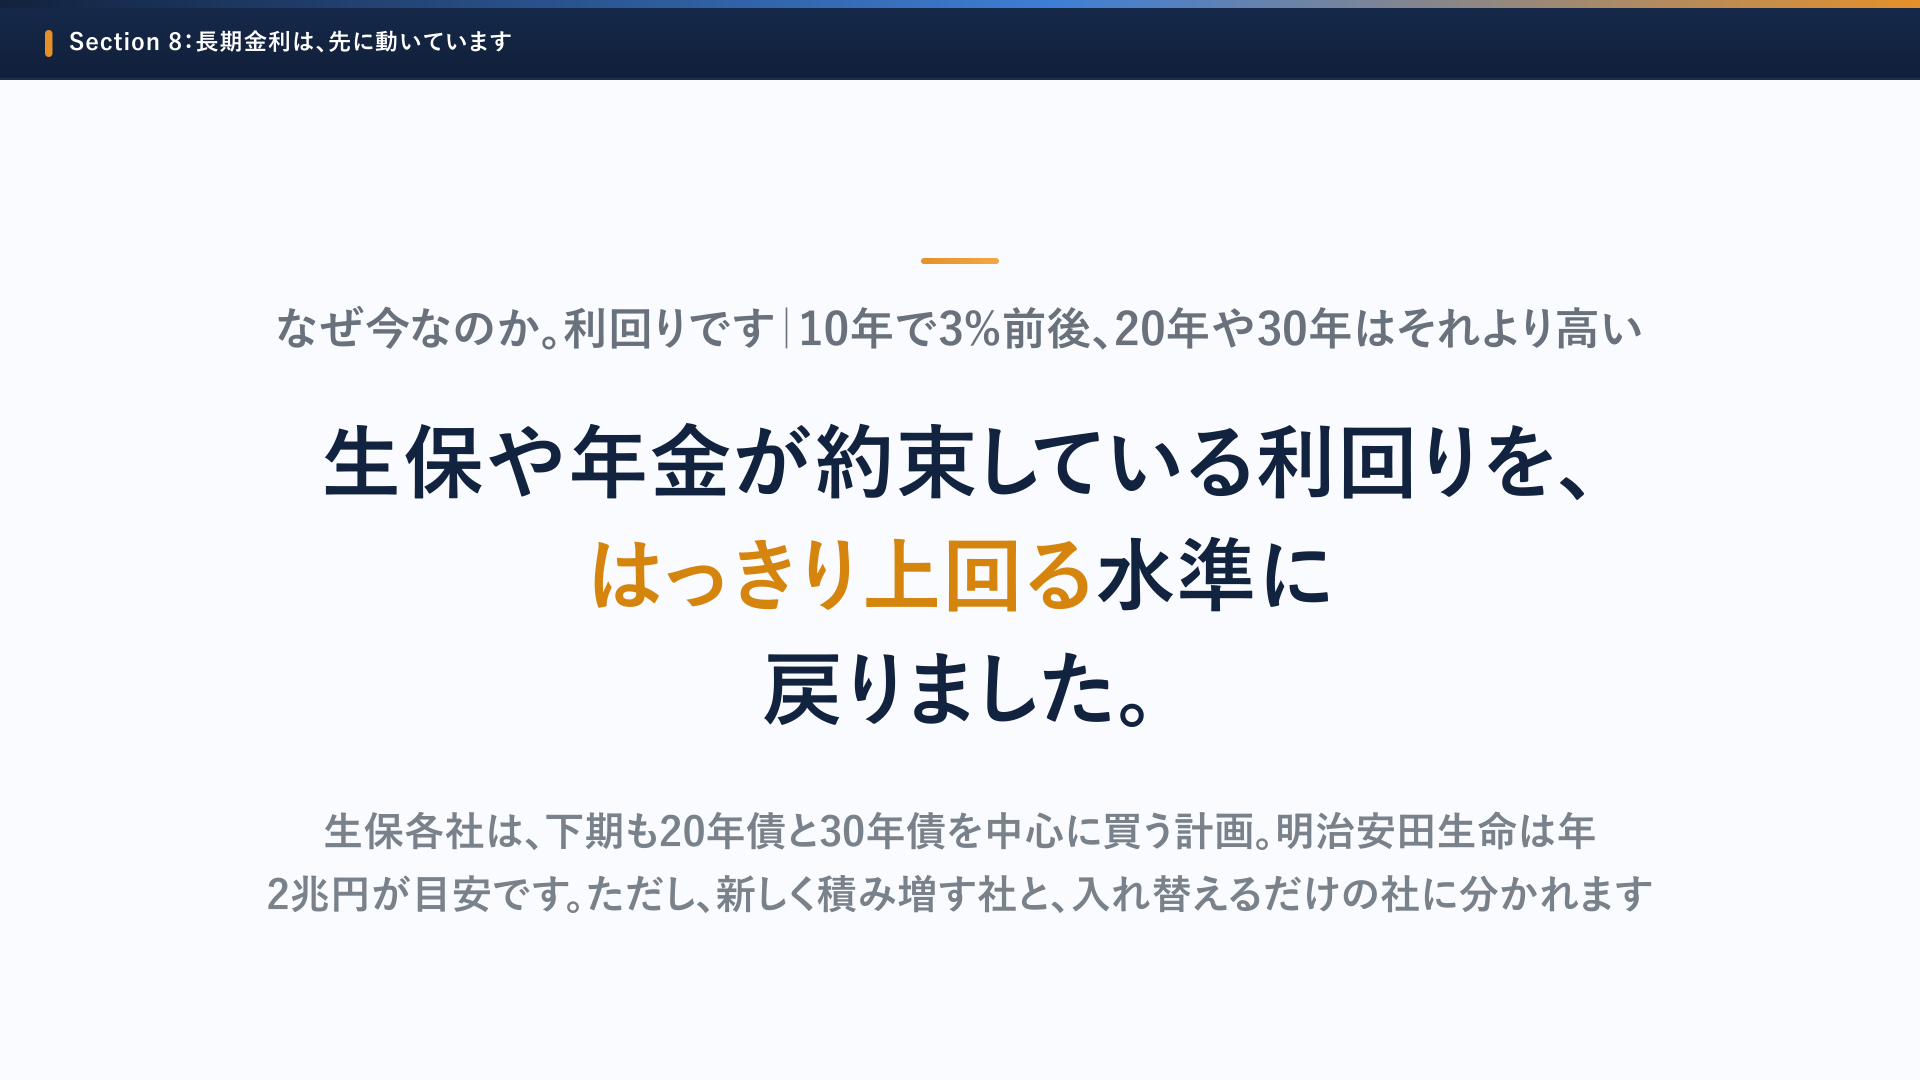 Section 8：長期金利は、先に動いています
なぜ今なのか。利回りです｜10年で3%前後、20年や30年はそれより高い
生保や年金が約束している利回りを、
はっきり上回る水準に
戻りました。
生保各社は、下期も20年債と30年債を中心に買う計画。明治安田生命は年
2兆円が目安です。ただし、新しく積み増す社と、入れ替えるだけの社に分かれます